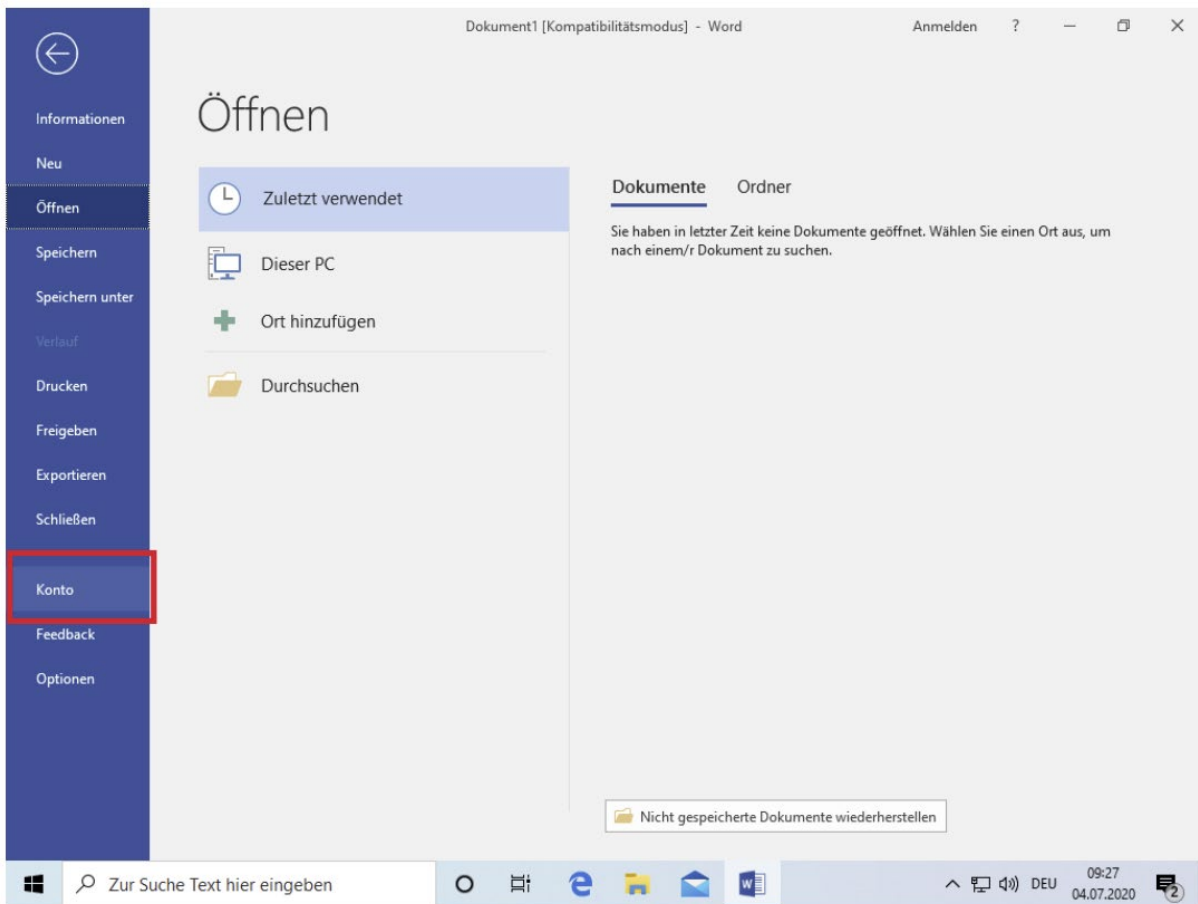 Dokument1 [Kompatibilitätsmodus] - Word
Anmelden
?
Informationen
Neu
Öffnen
Speichern
Speichern unter
Verlauf
Drucken
Freigeben
Exportieren
Schließen
Konto
Feedback
Optionen
Öffnen
Zuletzt verwendet
Dieser PC
Ort hinzufügen
Durchsuchen
Dokumente
Ordner
Sie haben in letzter Zeit keine Dokumente geöffnet. Wählen Sie einen Ort aus, um
nach einem/r Dokument zu suchen.
Nicht gespeicherte Dokumente wiederherstellen
Zur Suche Text hier eingeben
DEU
09:27
04.07.2020
2